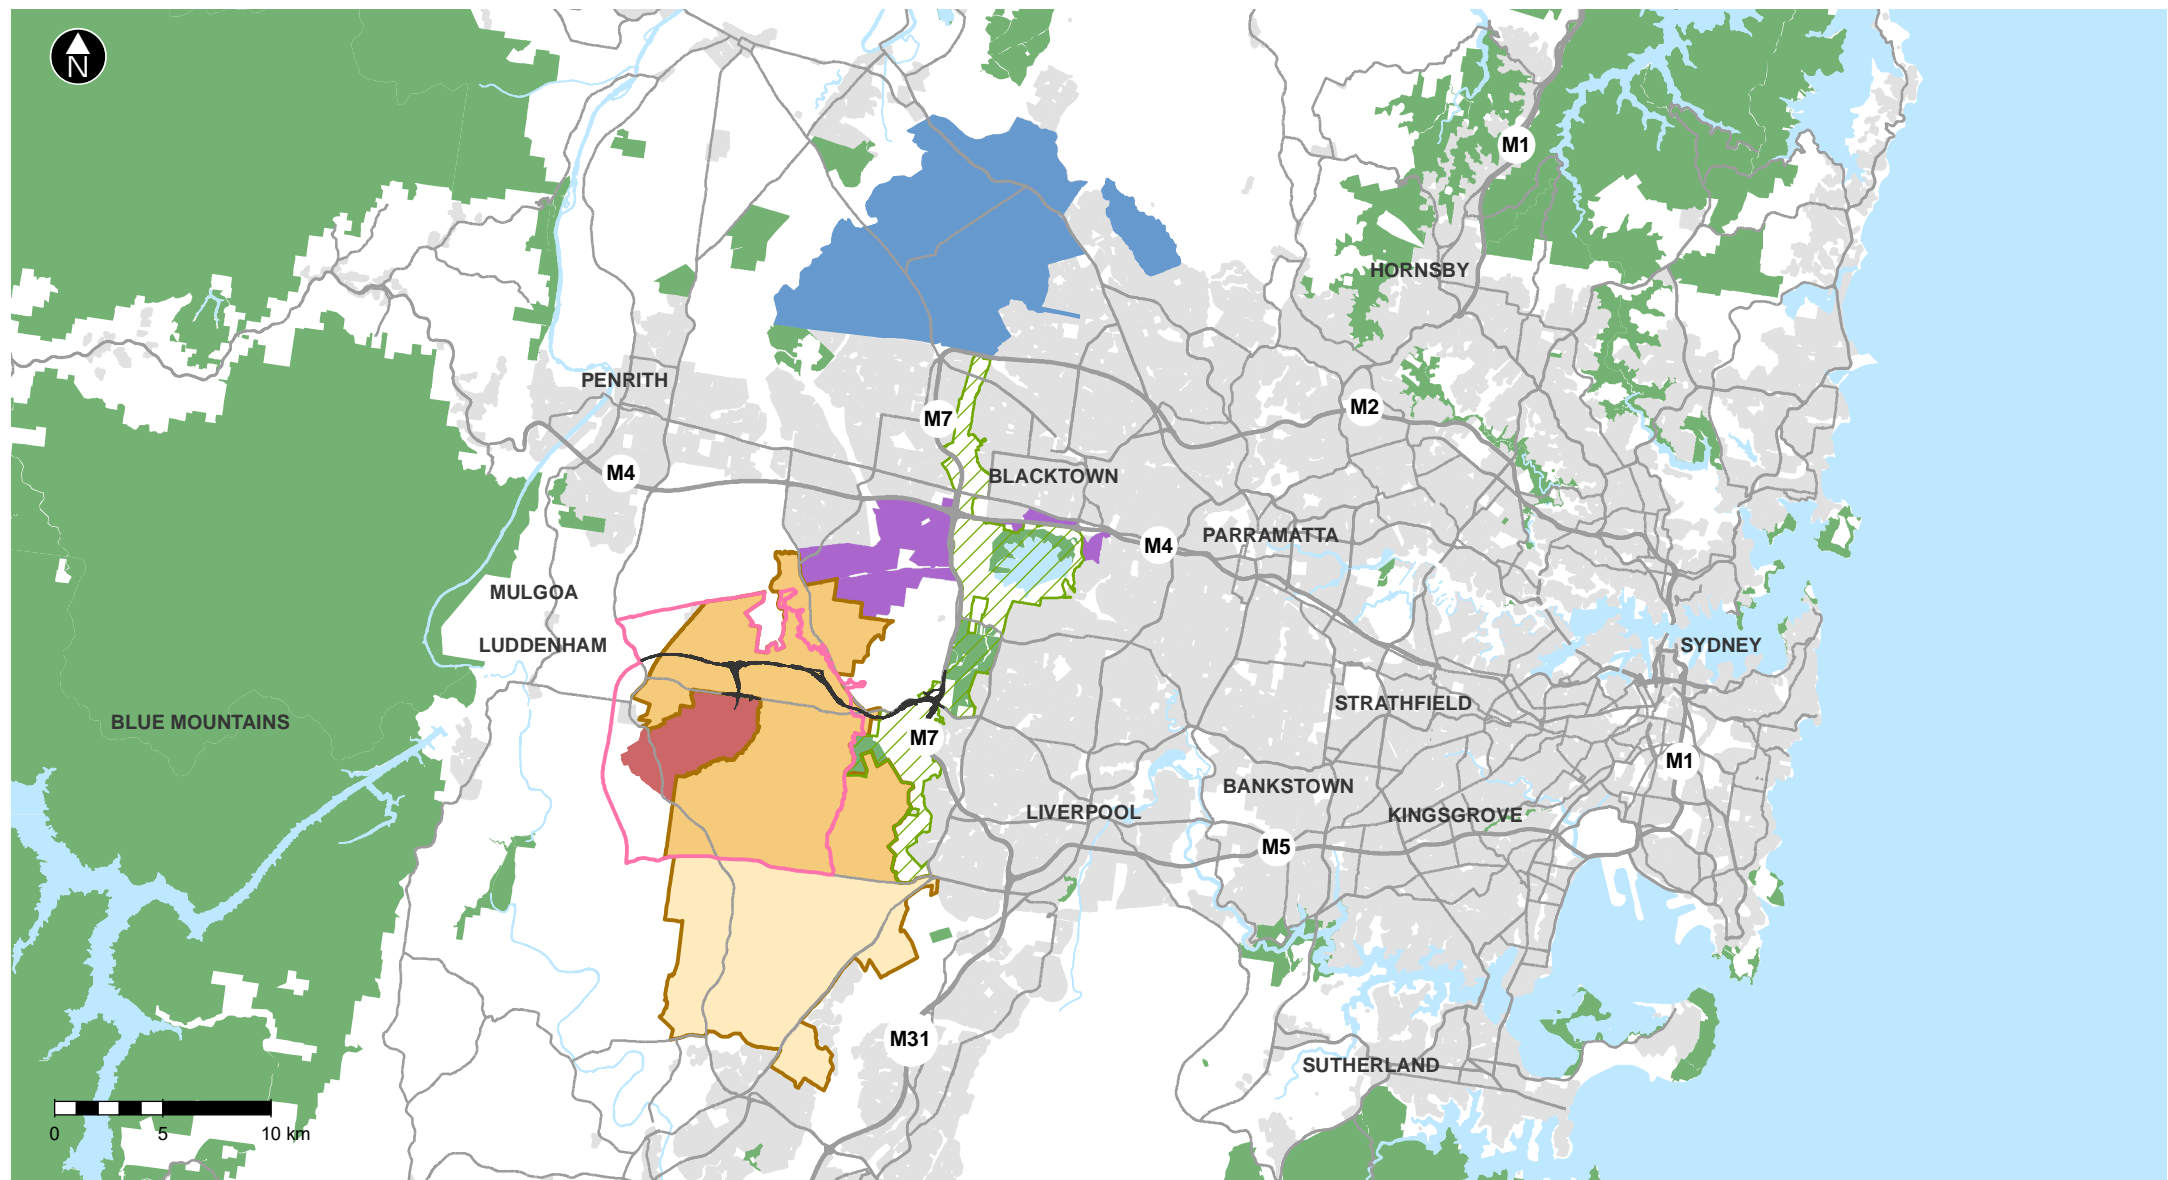 N
M1
HORNSBY
PENRITH
M7
M2
M4
BLACKTOWN
M4
PARRAMATTA
MULGOA
LUDDENHAM
SYDNEY
STRATHFIELD
BLUE MOUNTAINS
M7
M1
BANKSTOWN
LIVERPOOL
KINGSGROVE
M5
M31
SUTHERLAND
0 5 10 km